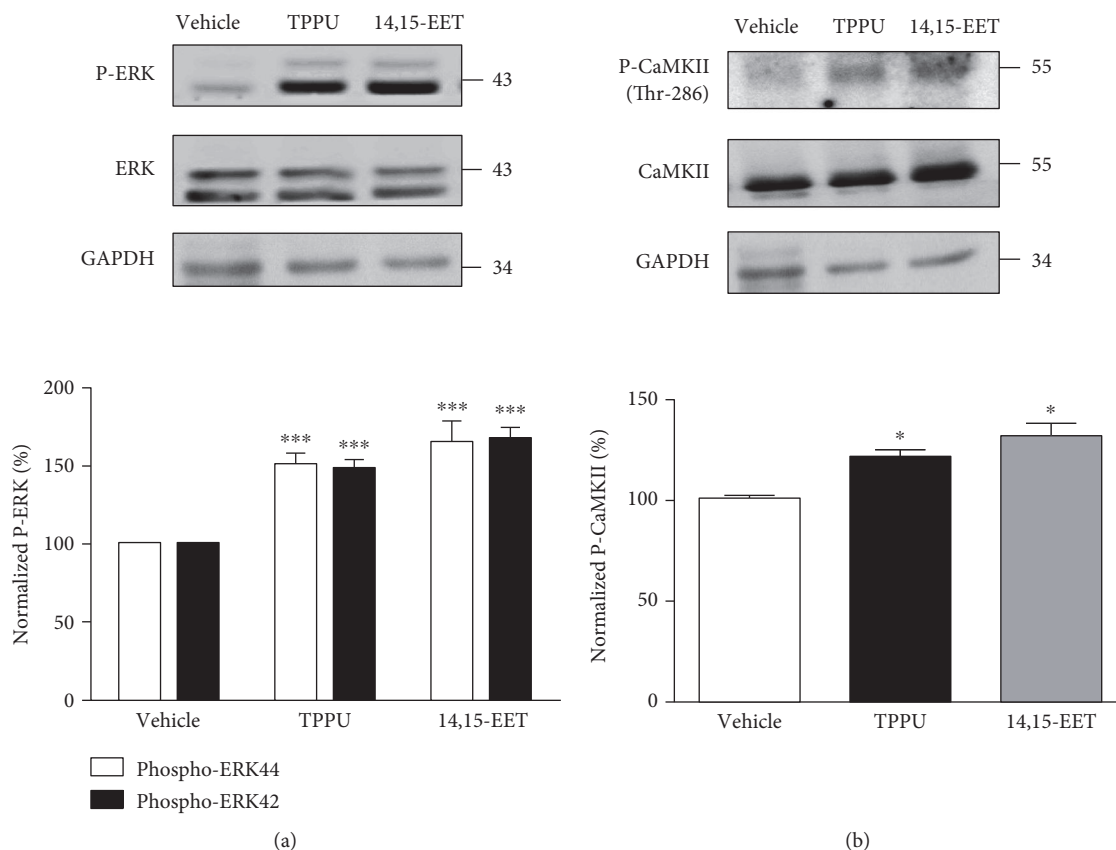 Vehicle TPPU 14,15-EET
P-ERK
43
ERK
43
GAPDH
34
Normalized P-ERK (%)
200
150
100
50
0
*** *** *** ***
Vehicle TPPU 14,15-EET
Phospho-ERK44
Phospho-ERK42
(a)
Vehicle TPPU 14,15-EET
P-CaMKII
(Thr-286)
55
CaMKII
55
GAPDH
34
Normalized P-CaMKII (%)
150
100
50
0
* *
Vehicle TPPU 14,15-EET
(b)